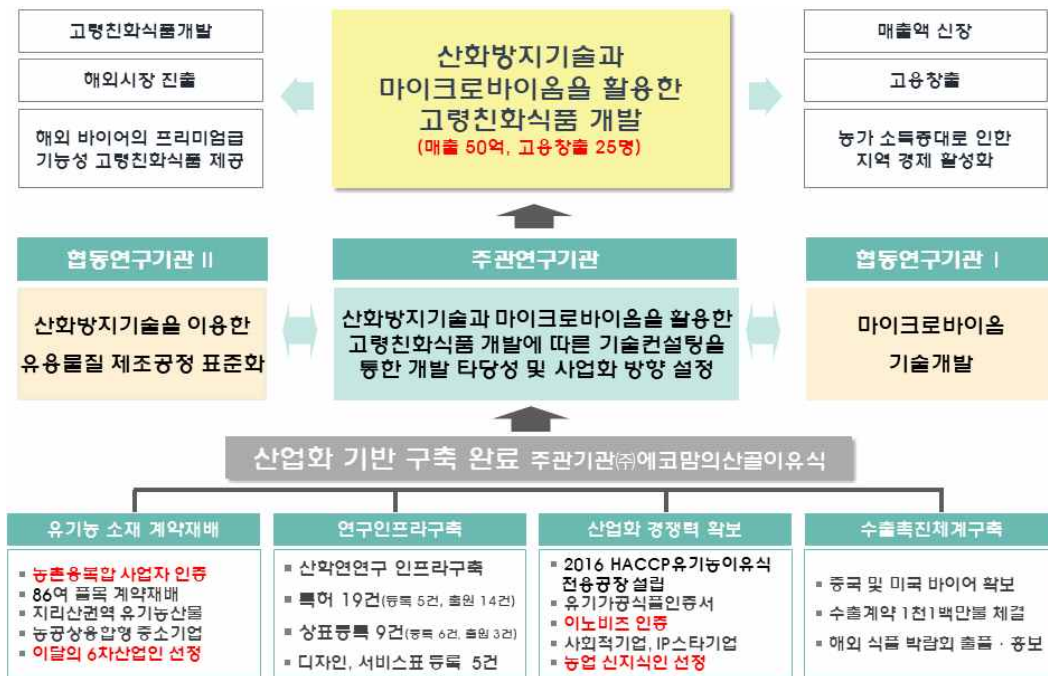 고령친화식품개발
해외시장 진출
해외 바이어의 프리미엄급
기능성 고령친화식품 제공
산화방지기술과
마이크로바이옴을 활용한
고령친화식품 개발
(매출 50억, 고용창출 25명)
매출액 신장
고용창출
농가 소득증대로 인한
지역 경제 활성화
협동연구기관 II
산화방지기술을 이용한
유용물질 제조공정 표준화
주관연구기관
산화방지기술과 마이크로바이옴을 활용한
고령친화식품 개발에 따른 기술컨설팅을
통한 개발 타당성 및 사업화 방향 설정
협동연구기관 I
마이크로바이옴
기술개발
산업화 기반 구축 완료 주관기관㈜에코맘의산골이유식
유기농 소재 계약재배
▪ 농촌융복합 사업자 인증
▪ 86여 품목 계약재배
▪ 지리산권역 유기농산물
▪ 농공상융합형 중소기업
▪ 이달의 6차산업인 선정
연구인프라구축
▪ 산학연연구 인프라구축
▪ 특허 19건(등록 5건, 출원 14건)
▪ 상표등록 9건(등록 6건, 출원 3건)
▪ 디자인, 서비스표 등록 5건
산업화 경쟁력 확보
▪ 2016 HACCP유기농이유식
전용공장 설립
▪ 유기가공식품인증서
▪ 이노비즈 인증
▪ 사회적기업, IP스타기업
▪ 농업 신지식인 선정
수출촉진체계구축
▪ 중국 및 미국 바이어 확보
▪ 수출계약 1천1백만불 체결
▪ 해외 식품 박람회 출품 · 홍보